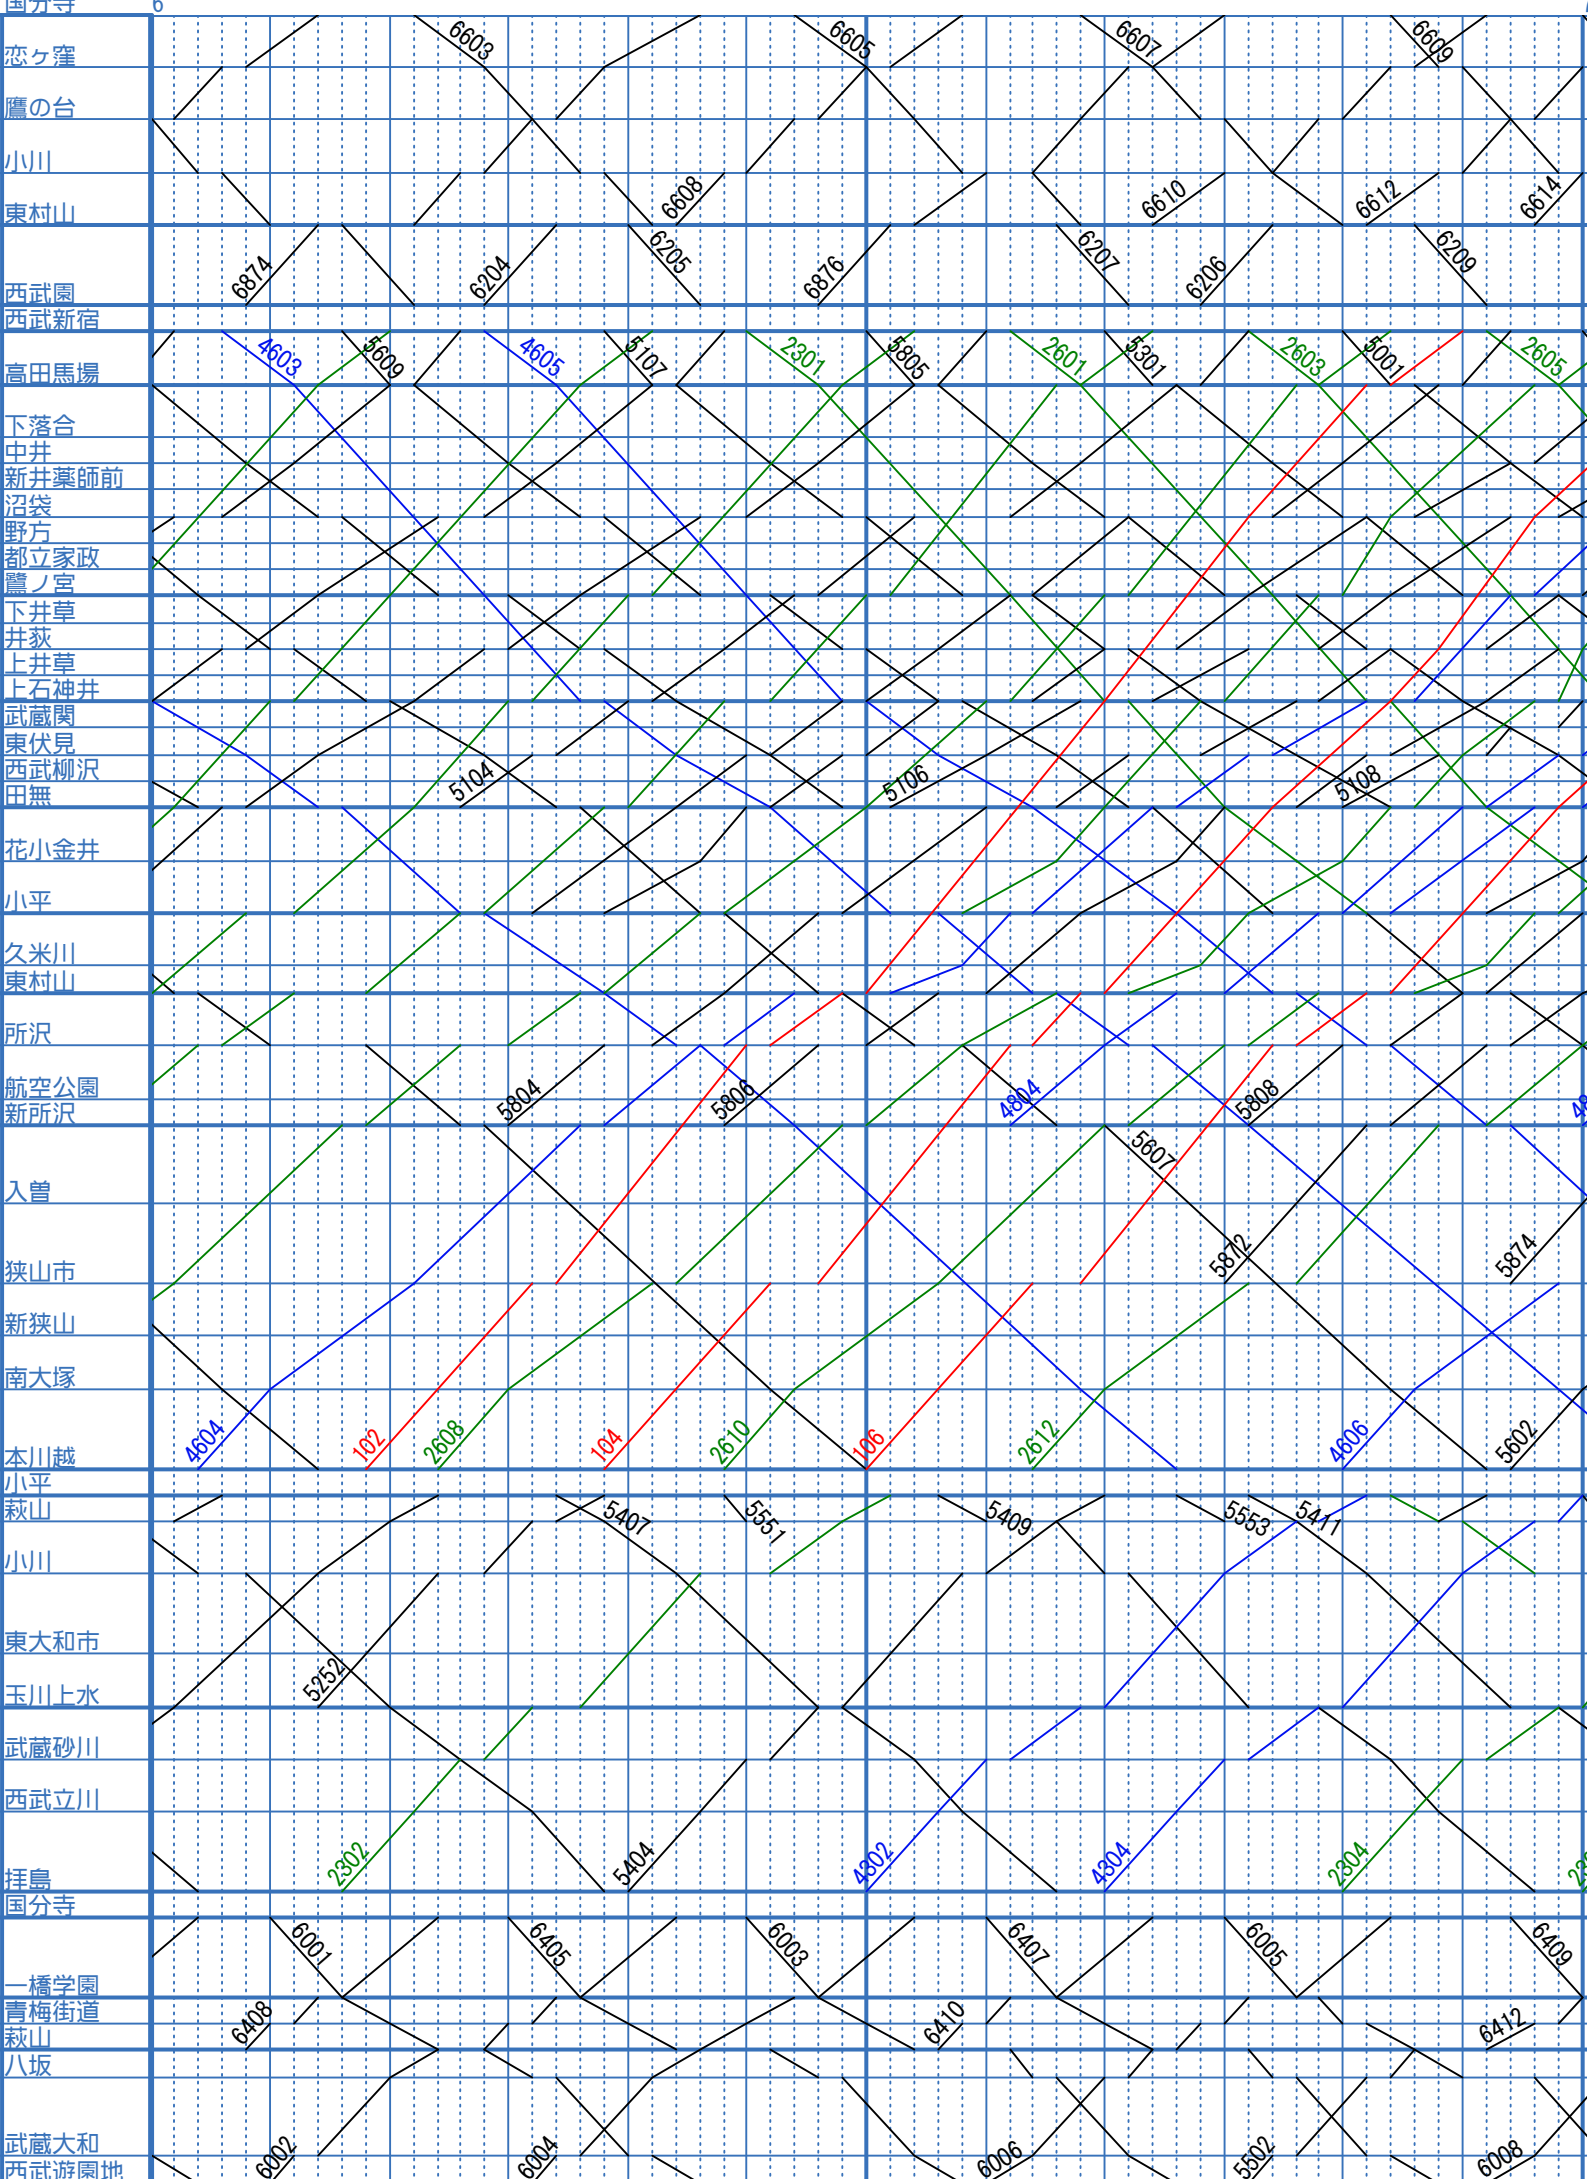 国分寺 6
恋ヶ窪 6603 6605 6607 6609
鷹の台
小川
東村山 6608 6610 6612 6614
西武園 6874 6204 6205 6876 6207 6206 6209
西武新宿
高田馬場 4603 5609 4605 5107 2301 5805 2601 5301 2603 5001 2605
下落合
中井
新井薬師前
沼袋
野方
都立家政
鷺ノ宮
下井草
井荻
上井草
上石神井
武蔵関
東伏見
西武柳沢
田無 5104 5106 5108
花小金井
小平
久米川
東村山
所沢
航空公園
新所沢 5804 5806 4804 5808
入曽 5607
狭山市 5872 5874
新狭山
南大塚
本川越 4604 102 2608 104 2610 106 2612 4606 5602
小平
萩山 5407 5551 5409 5553 5411
小川
東大和市
玉川上水 5252
武蔵砂川
西武立川
拝島 2302 5404 4302 4304 2304
国分寺
一橋学園 6001 6405 6003 6407 6005 6409
青梅街道
萩山 6408 6410 6412
八坂
武蔵大和
西武遊園地 6002 6004 6006 5502 6008